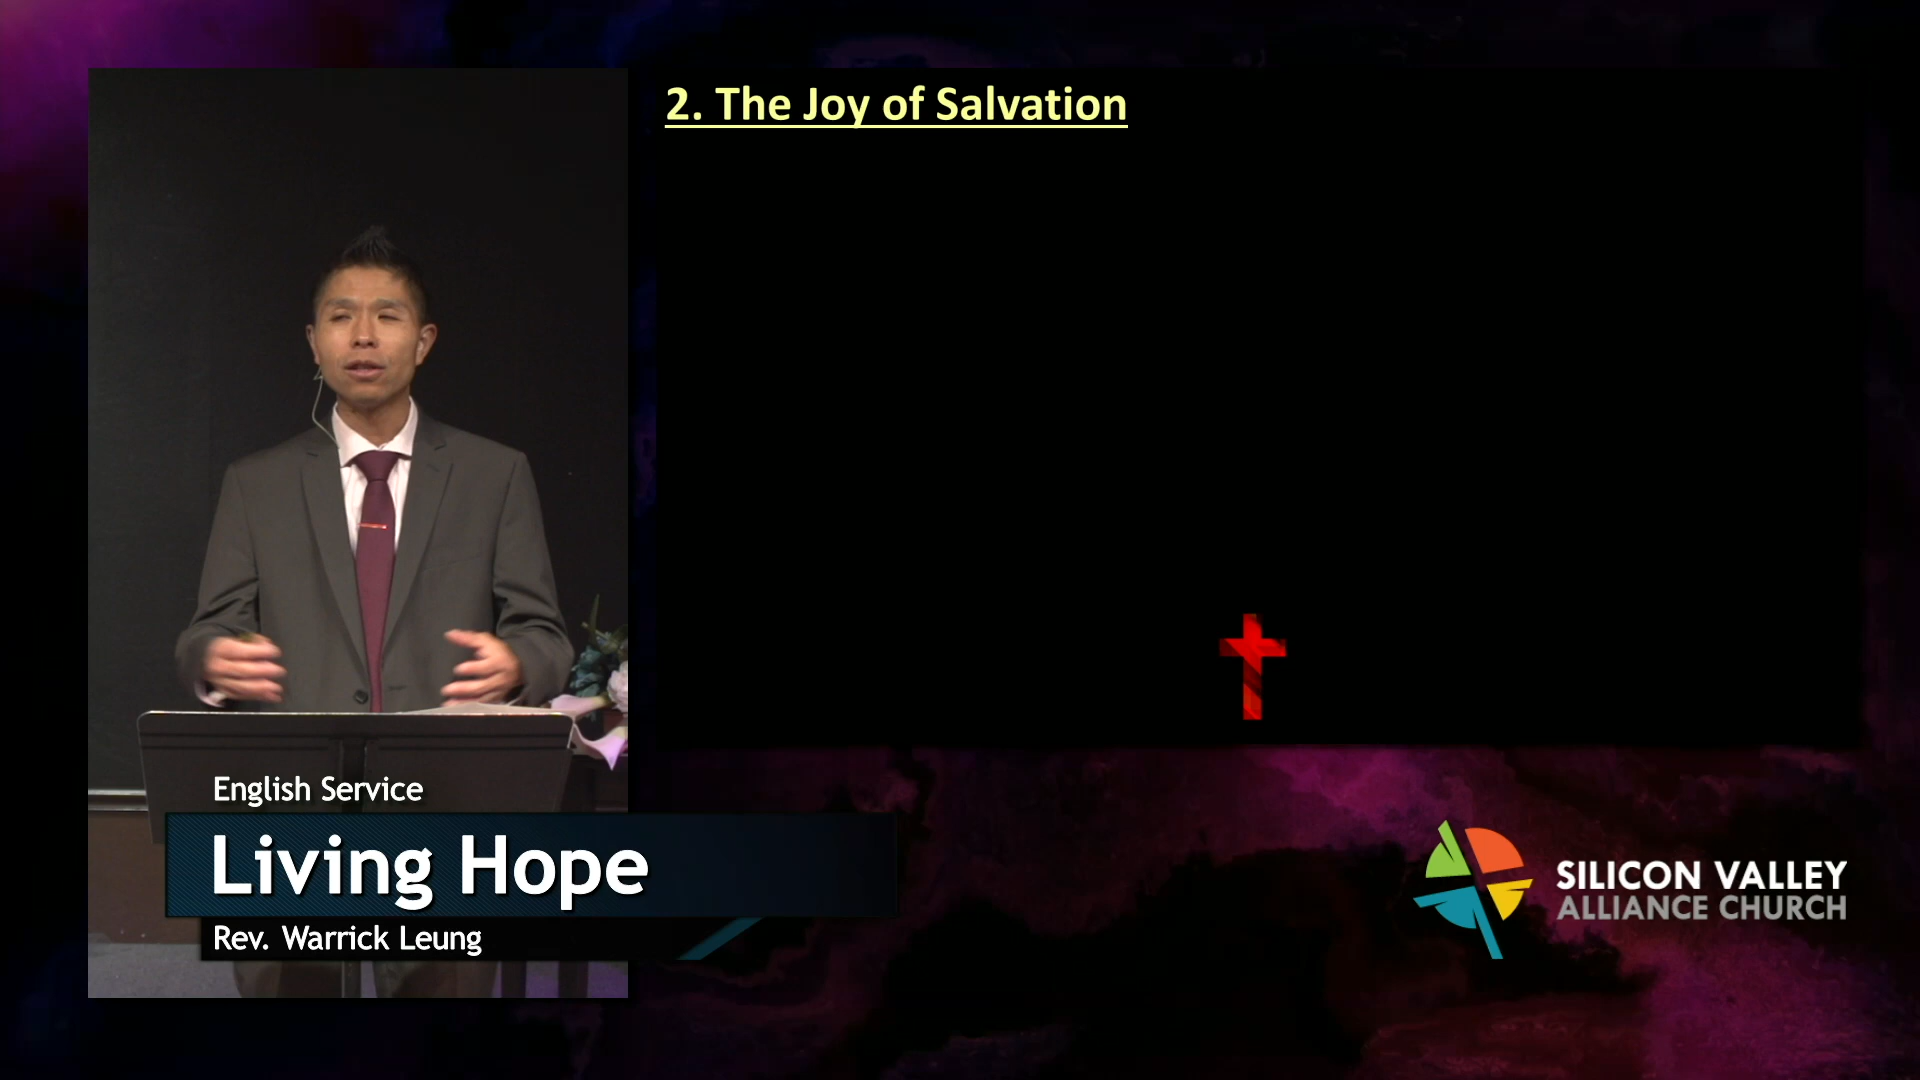 2. The Joy of Salvation
English Service
Living Hope
Rev. Warrick Leung
SILICON VALLEY
ALLIANCE CHURCH